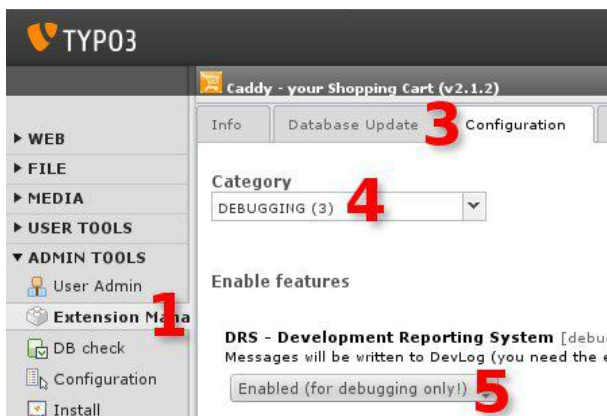 TYPO3
Caddy - your Shopping Cart (v2.1.2)
Info Database Update 3 Configuration
WEB
FILE
MEDIA
USER TOOLS
ADMIN TOOLS
User Admin
1
Extension
DB check
Configuration
Install
Category
DEBUGGING (3) 4
Enable features
DRS - Development Reporting System
Messages will be written to DevLog (you need the
Enabled (for debugging only!) 5